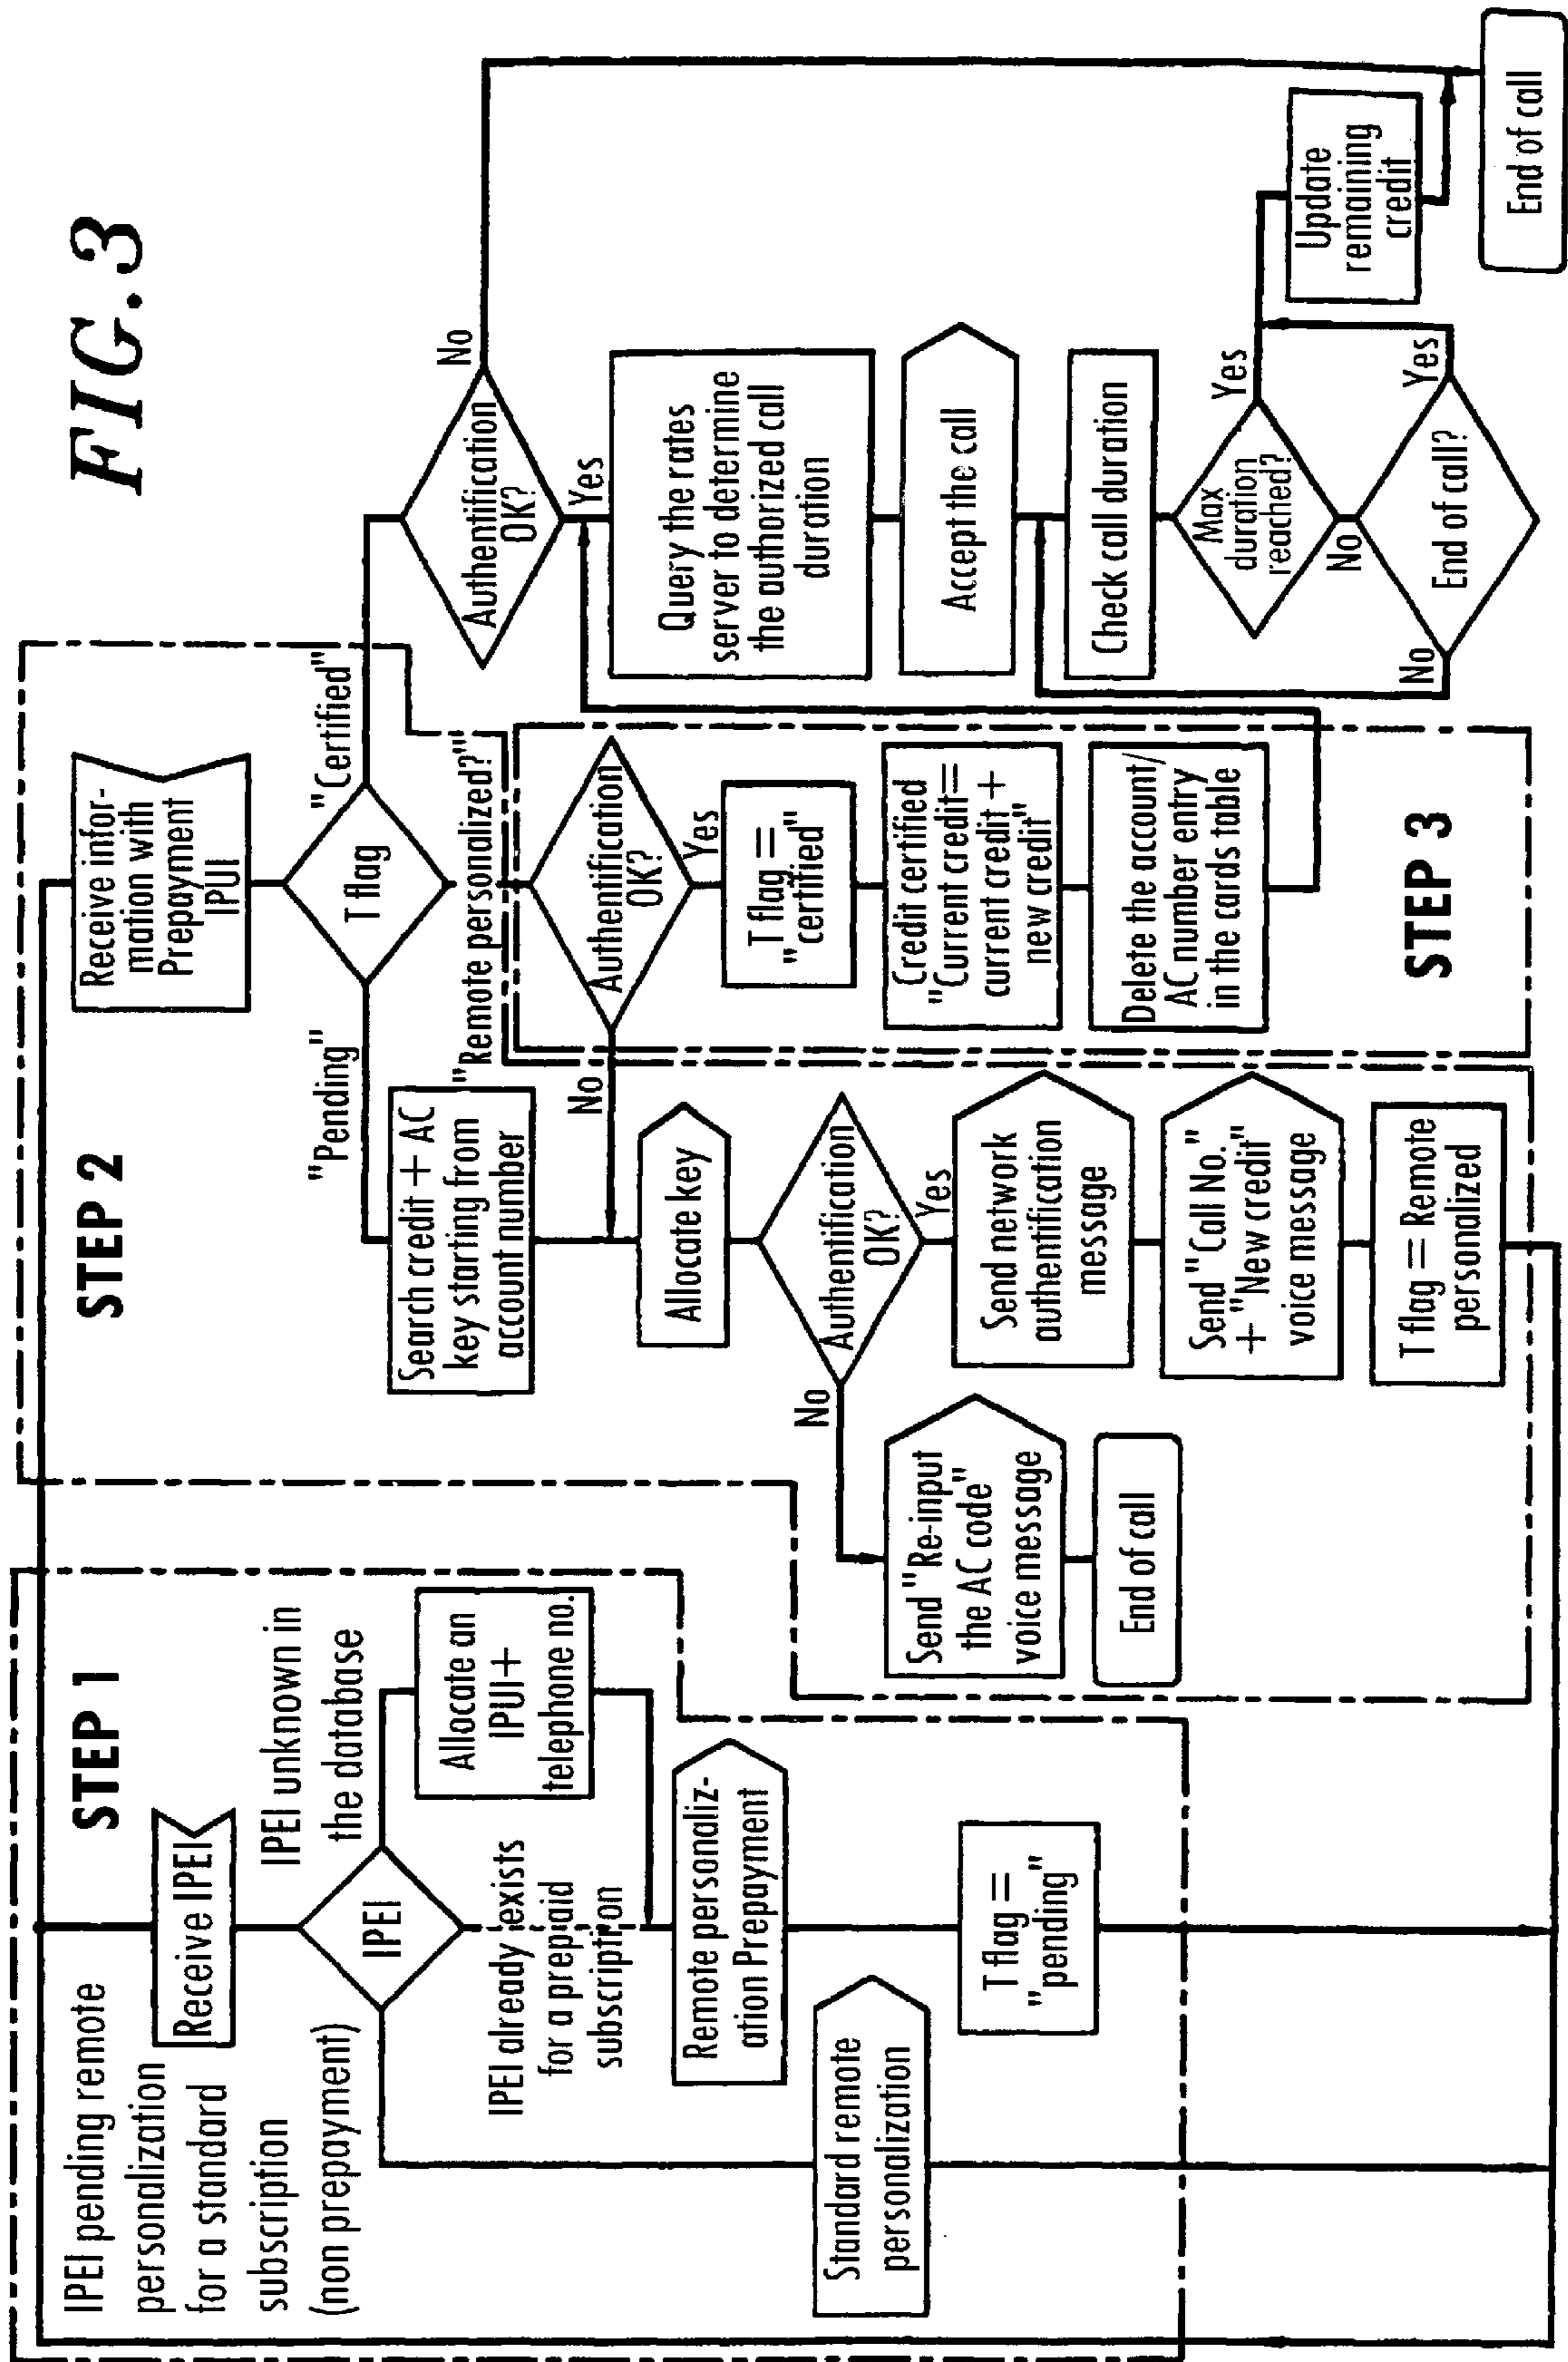 FIG.3
STEP 1
IPEI pending remote
personalization
for a standard
subscription
(non prepayment)
Receive IPEI
IPEI
IPEI unknown in
the database
Allocate an
IPUI+
telephone no.
IPEI already exists
for a prepaid
subscription
Remote personaliz-
ation Prepayment
Standard remote
personalization
T flag =
"pending"
STEP 2
Receive infor-
mation with
Prepayment
IPUI
T flag
"Pending"
"Certified"
"Remote personalized?"
Search credit + AC
key starting from
account number
No
Allocate key
Authentification
OK?
No
Yes
Send "Re-input
the AC code"
voice message
End of call
Send network
authentification
message
Send "Call No."
+ "New credit"
voice message
T flag = Remote
personalized
Authentification
OK?
Yes
T flag =
"certified"
Credit certified
"Current credit=
current credit +
new credit"
Delete the account/
AC number entry
in the cards table
STEP 3
Authentification
OK?
No
Yes
Query the rates
server to determine
the authorized call
duration
Accept the call
Check call duration
Max
duration
reached?
Yes
No
End of call?
Yes
No
Update
remaining
credit
End of call